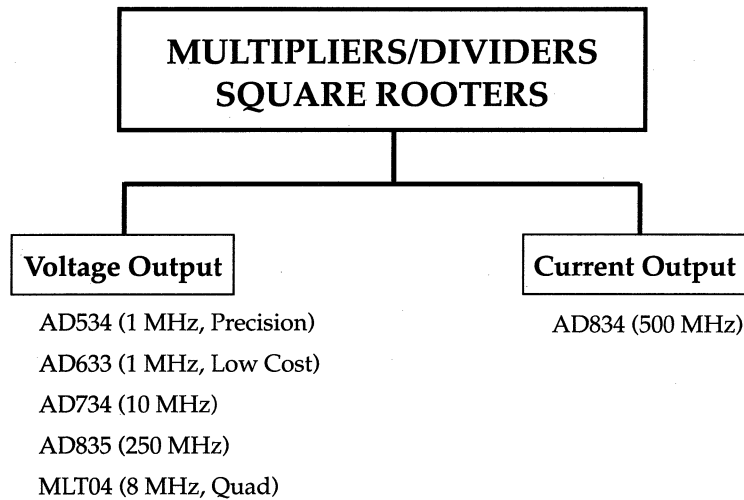 MULTIPLIERS/DIVIDERS
SQUARE ROOTERS
Voltage Output
AD534 (1 MHz, Precision)
AD633 (1 MHz, Low Cost)
AD734 (10 MHz)
AD835 (250 MHz)
MLT04 (8 MHz, Quad)
Current Output
AD834 (500 MHz)